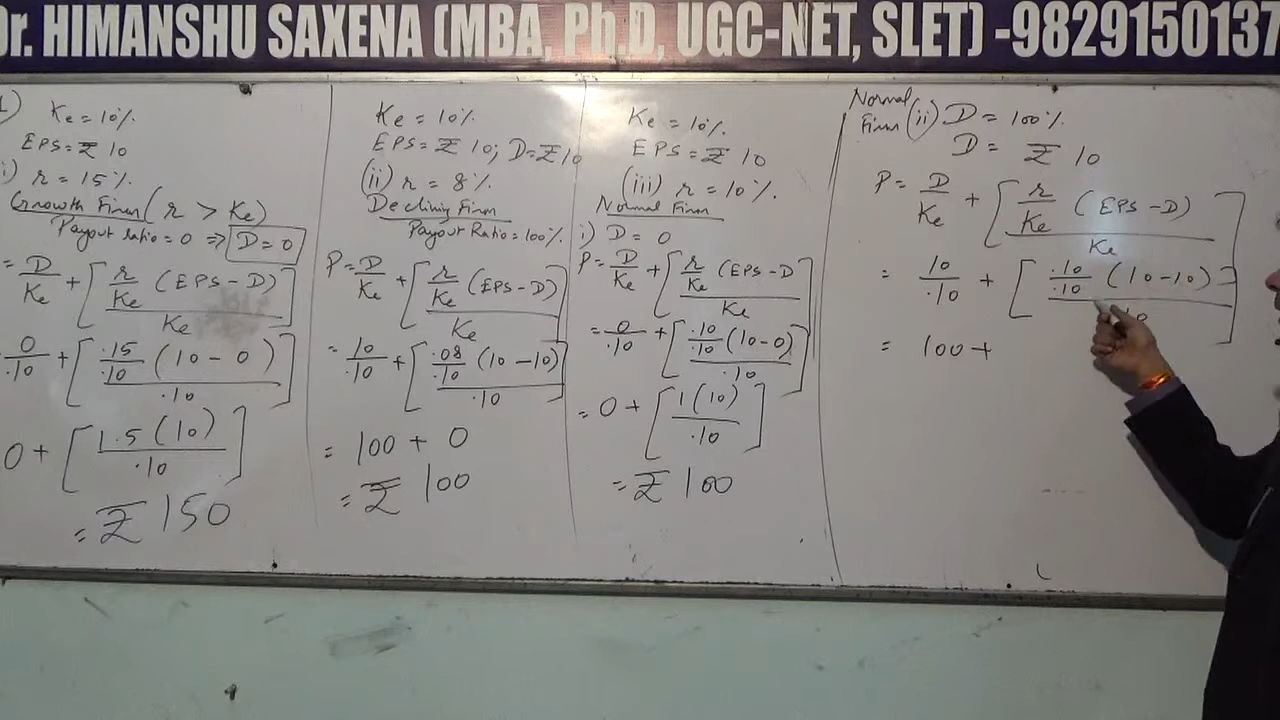 Dr. HIMANSHU SAXENA (MBA, Ph.D, UGC-NET, SLET) -9829150137
1)
Ke = 10%
EPS = ₹ 10
i) r = 15%
Growth Firm (r > Ke)
Payout ratio = 0 ⇒ D = 0
= D/Ke + [r/Ke (EPS - D)/Ke]
0/.10 + [.15/.10 (10 - 0)/.10]
0 + [1.5 (10)/.10]
= ₹ 150
Ke = 10%
EPS = ₹ 10; D = ₹ 10
(ii) r = 8%
Declining Firm
Payout Ratio = 100%.
P = D/Ke + [r/Ke (EPS - D)/Ke]
= 10/.10 + [.08/.10 (10 - 10)/.10]
= 100 + 0
= ₹ 100
Ke = 10%
EPS = ₹ 10
(iii) r = 10%.
Normal Firm
i) D = 0
P = D/Ke + [r/Ke (EPS - D/Ke]
= 0/.10 + [.10/.10 (10 - 0)/.10]
= 0 + [1 (10)/.10]
= ₹ 100
Normal
Firm (ii) D = 100%
D = ₹ 10
P = D/Ke + [r/Ke (EPS - D)/Ke]
= 10/.10 + [.10/.10 (10 - 10)/.10]
= 100 +